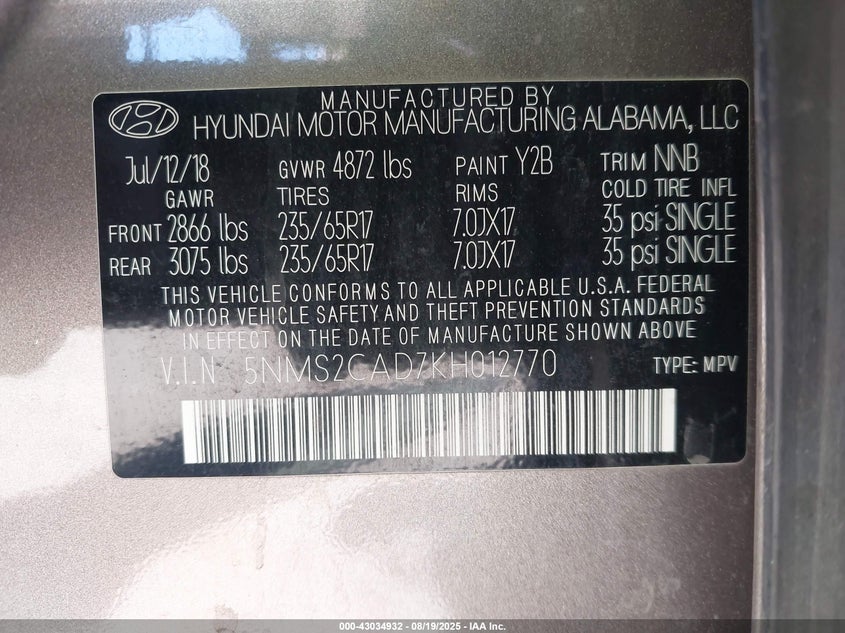 MANUFACTURED BY
HYUNDAI MOTOR MANUFACTURING ALABAMA, LLC
Jul/12/18 GVWR 4872 lbs PAINT Y2B TRIM NNB
GAWR TIRES RIMS COLD TIRE INFL
FRONT 2866 lbs 235/65R17 7.0JX17 35 psi SINGLE
REAR 3075 lbs 235/65R17 7.0JX17 35 psi SINGLE
THIS VEHICLE CONFORMS TO ALL APPLICABLE U.S.A. FEDERAL
MOTOR VEHICLE SAFETY AND THEFT PREVENTION STANDARDS
IN EFFECT ON THE DATE OF MANUFACTURE SHOWN ABOVE
V.I.N 5NMS2CAD7KH012770 TYPE: MPV
000-43034932 - 08/19/2025 - IAA Inc.